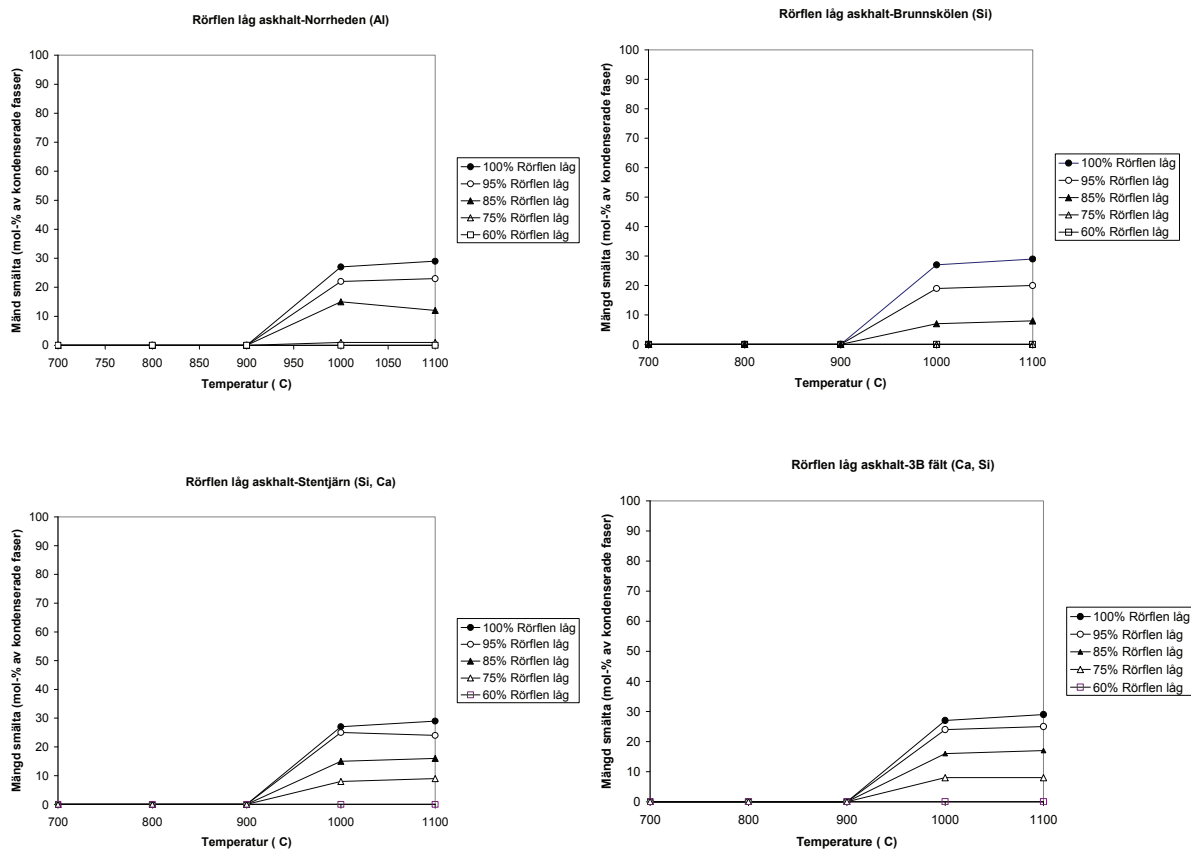 Rörflen låg askhalt-Norrheden (Al)
Mänd smälta (mol-% av kondenserade fasser)
100
90
80
70
60
50
40
30
20
10
0
700 750 800 850 900 950 1000 1050 1100
Temperatur ( C)
100% Rörflen låg
95% Rörflen låg
85% Rörflen låg
75% Rörflen låg
60% Rörflen låg
Rörflen låg askhalt-Brunnskölen (Si)
Mängd smälta (mol-% av kondenserade faser)
100
90
80
70
60
50
40
30
20
10
0
700 800 900 1000 1100
Temperatur ( C)
100% Rörflen låg
95% Rörflen låg
85% Rörflen låg
75% Rörflen låg
60% Rörflen låg
Rörflen låg askhalt-Stentjärn (Si, Ca)
Mängd smälta (mol-% av kondenserade faser)
100
90
80
70
60
50
40
30
20
10
0
700 800 900 1000 1100
Temperatur ( C)
100% Rörflen låg
95% Rörflen låg
85% Rörflen låg
75% Rörflen låg
60% Rörflen låg
Rörflen låg askhalt-3B fält (Ca, Si)
Mängd smälta (mol-% av kondenserade faser)
100
90
80
70
60
50
40
30
20
10
0
700 800 900 1000 1100
Temperature ( C)
100% Rörflen låg
95% Rörflen låg
85% Rörflen låg
75% Rörflen låg
60% Rörflen låg